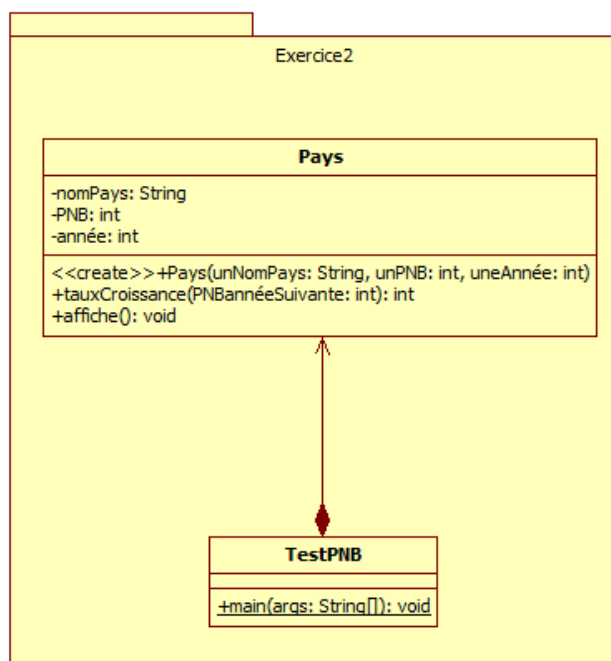 Exercice2
Pays
-nomPays: String
-PNB: int
-année: int
<<create>>+Pays(unNomPays: String, unPNB: int, uneAnnée: int)
+tauxCroissance(PNBannéeSuivante: int): int
+affiche(): void
TestPNB
+main(args: String[]): void